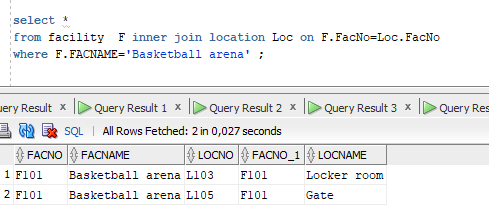 select *
from facility F inner join location Loc on F.FacNo=Loc.FacNo
where F.FACNAME='Basketball arena' ;
uery Result x Query Result 1 x Query Result 2 x Query Result 3 x Query Res
SQL | All Rows Fetched: 2 in 0,027 seconds
FACNO FACNAME LOCNO FACNO_1 LOCNAME
1 F101 Basketball arena L103 F101 Locker room
2 F101 Basketball arena L105 F101 Gate